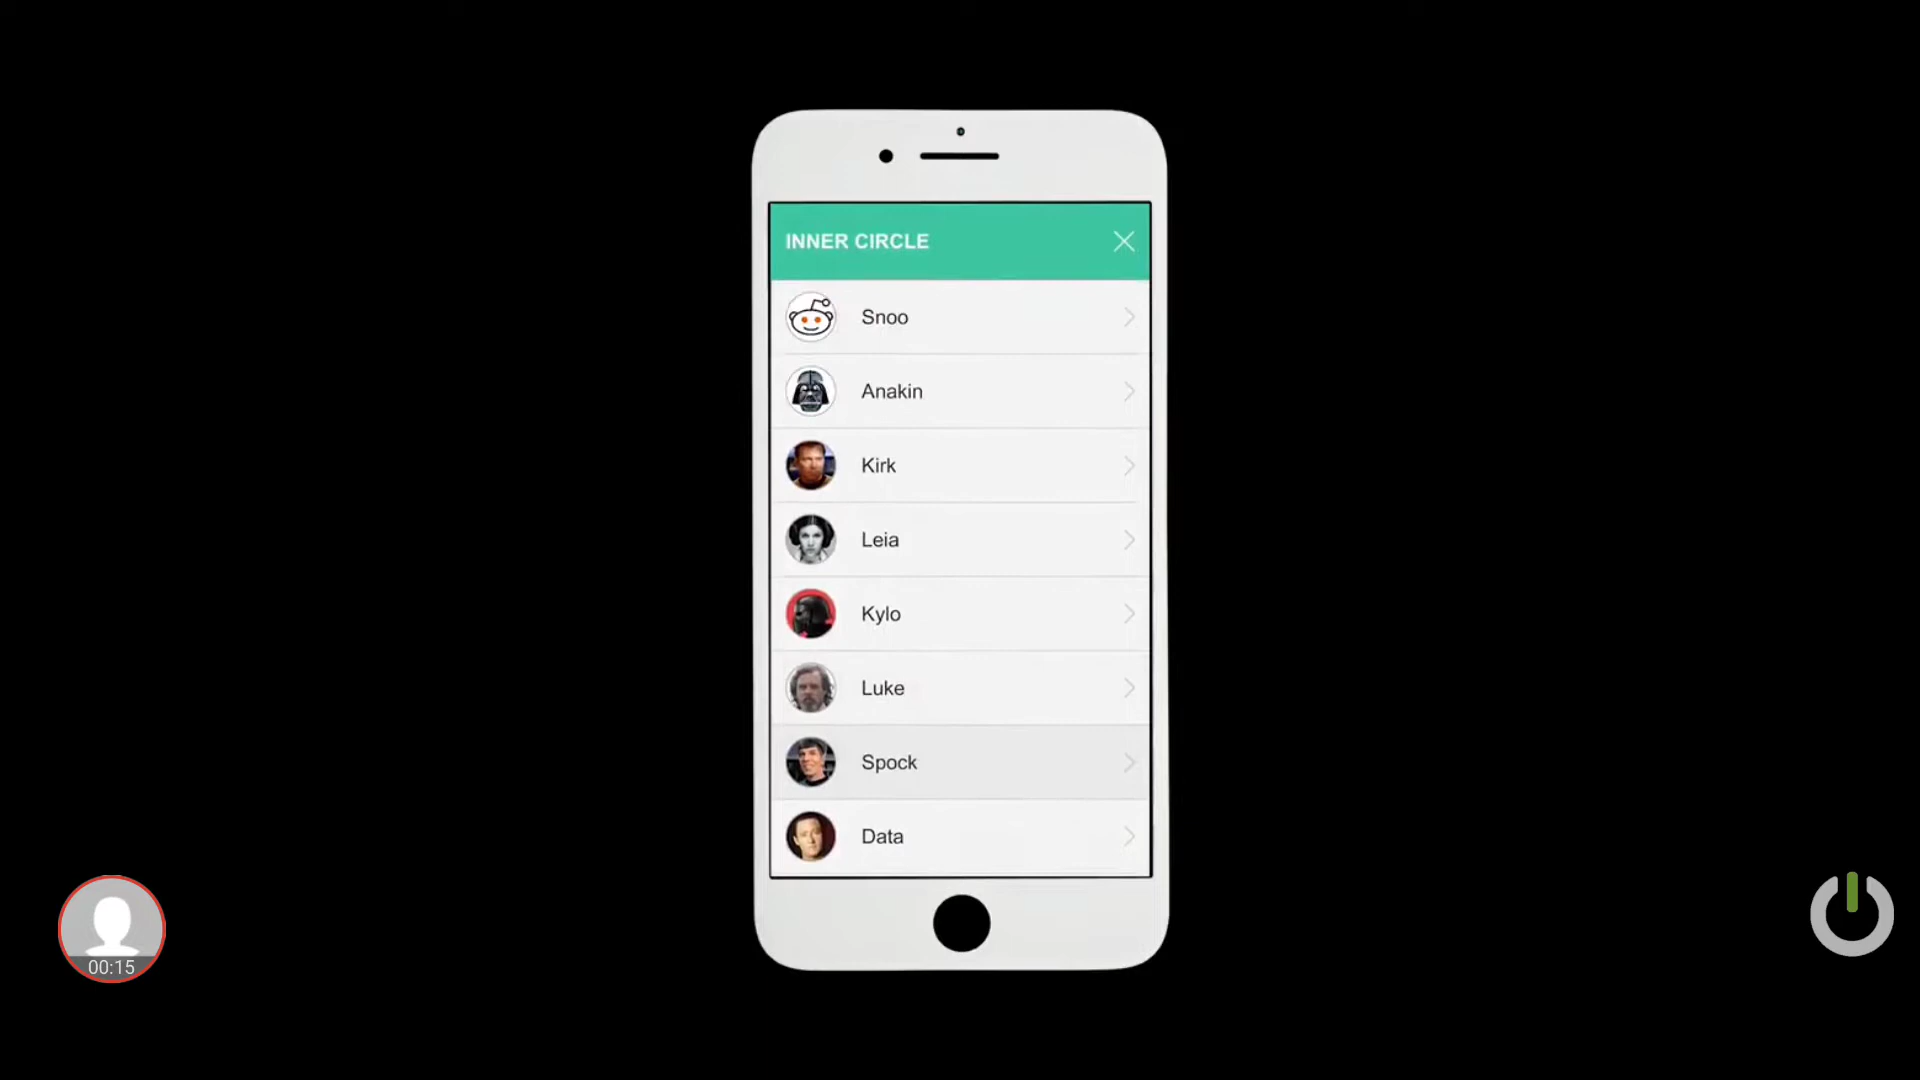 INNER CIRCLE
Snoo
Anakin
Kirk
Leia
Kylo
Luke
Spock
Data
00:15